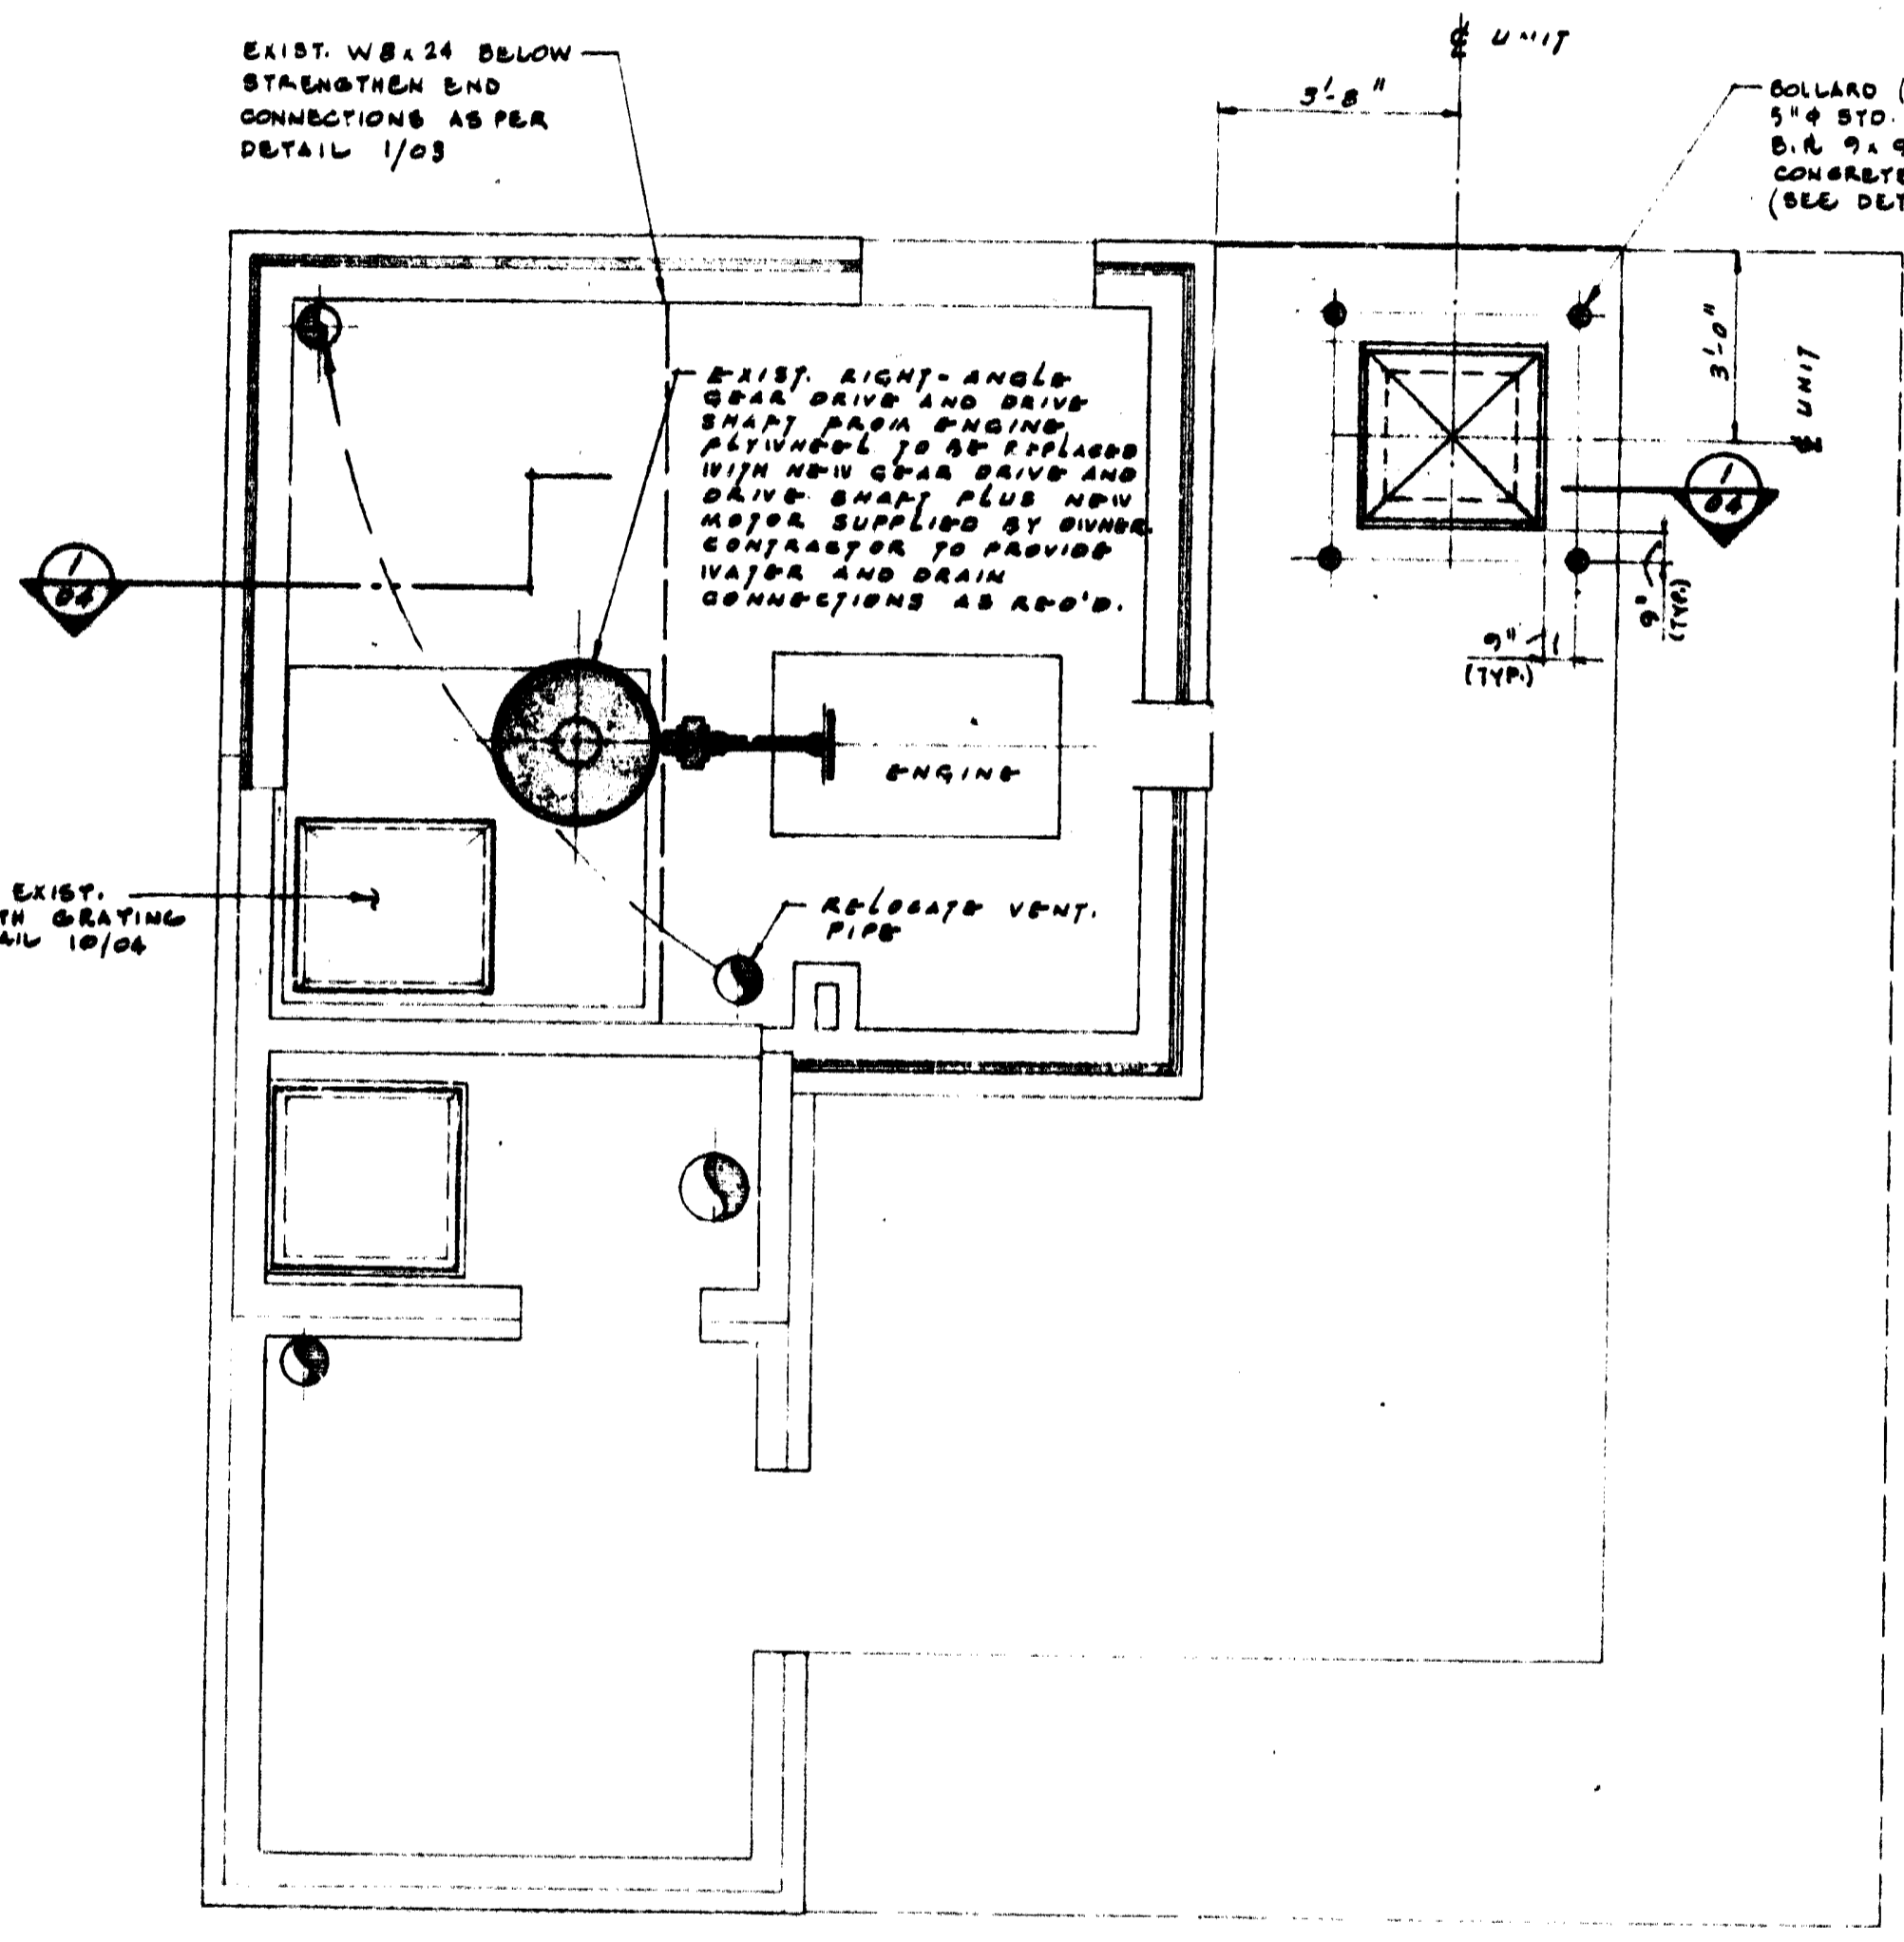 EXIST. W8x24 BELOW
STRENGTHEN END
CONNECTIONS AS PER
DETAIL 1/03
℄ UNIT
3'-8"
BOLLARD (
5"φ STD.
B.R 9x9
CONCRETE
(SEE DET
3'-0"
℄ UNIT
EXIST. RIGHT-ANGLE
GEAR DRIVE AND DRIVE
SHAFT FROM ENGINE
FLYWHEEL TO BE REPLACED
WITH NEW GEAR DRIVE AND
DRIVE SHAFT PLUS NEW
MOTOR SUPPLIED BY OWNER.
CONTRACTOR TO PROVIDE
WATER AND DRAIN
CONNECTIONS AS REQ'D.
1
04
1
04
9"
(TYP.)
9"
(TYP.)
ENGINE
EXIST.
TH GRATING
AIL 10/04
RELOCATE VENT.
PIPE